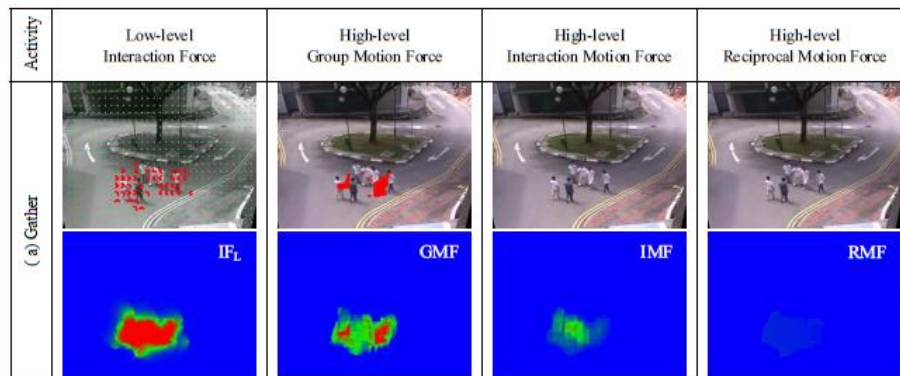 Activity
Low-level
Interaction Force
High-level
Group Motion Force
High-level
Interaction Motion Force
High-level
Reciprocal Motion Force
( a) Gather
IFL
GMF
IMF
RMF